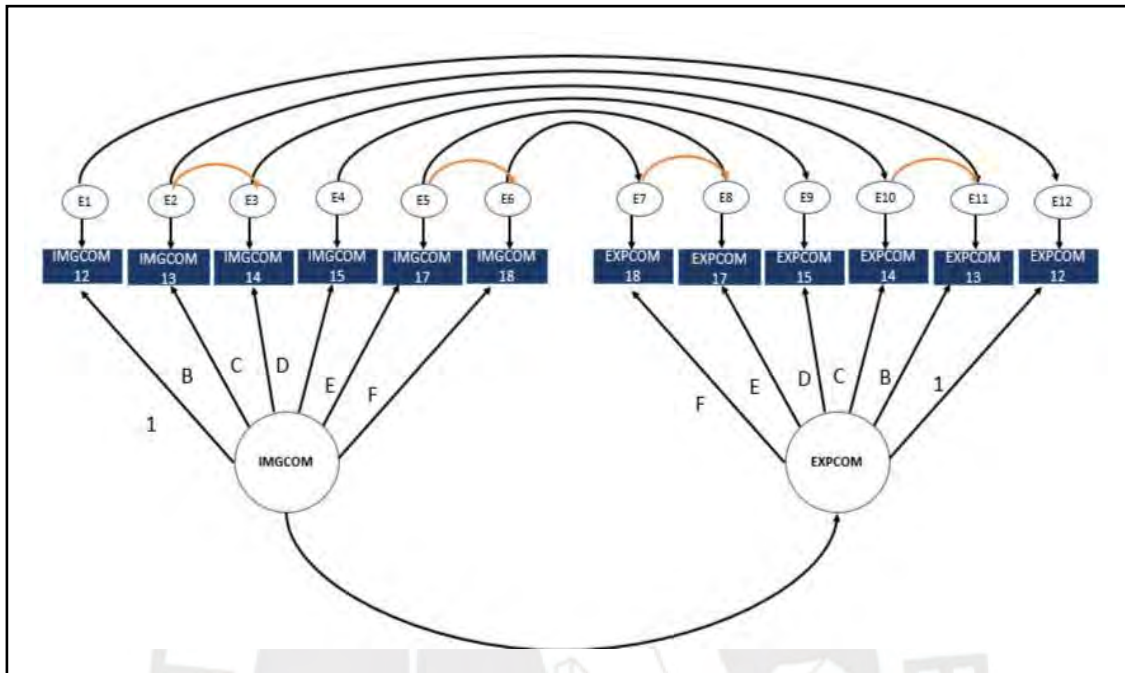 E1 E2 E3 E4 E5 E6 E7 E8 E9 E10 E11 E12
IMGCOM IMGCOM IMGCOM IMGCOM IMGCOM IMGCOM EXPCOM EXPCOM EXPCOM EXPCOM EXPCOM EXPCOM
12 13 14 15 17 18 18 17 15 14 13 12
1 B C D E F F E D C B 1
IMGCOM EXPCOM